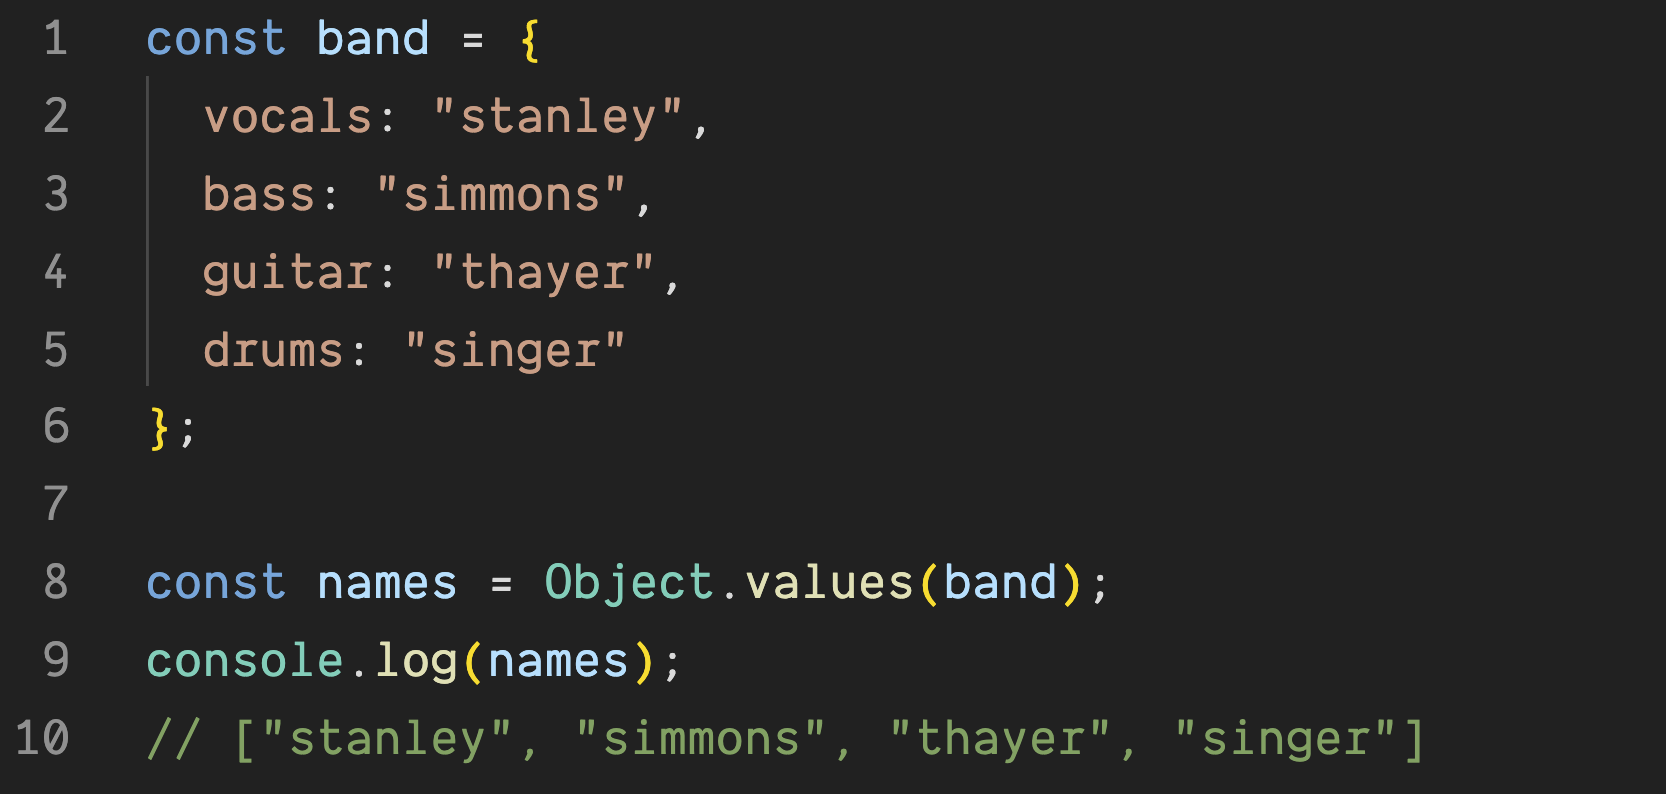 1 const band = {
2 vocals: "stanley",
3 bass: "simmons",
4 guitar: "thayer",
5 drums: "singer"
6 };
7
8 const names = Object.values(band);
9 console.log(names);
10 // ["stanley", "simmons", "thayer", "singer"]